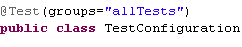 @Test(groups="allTests")
public class TestConfiguration